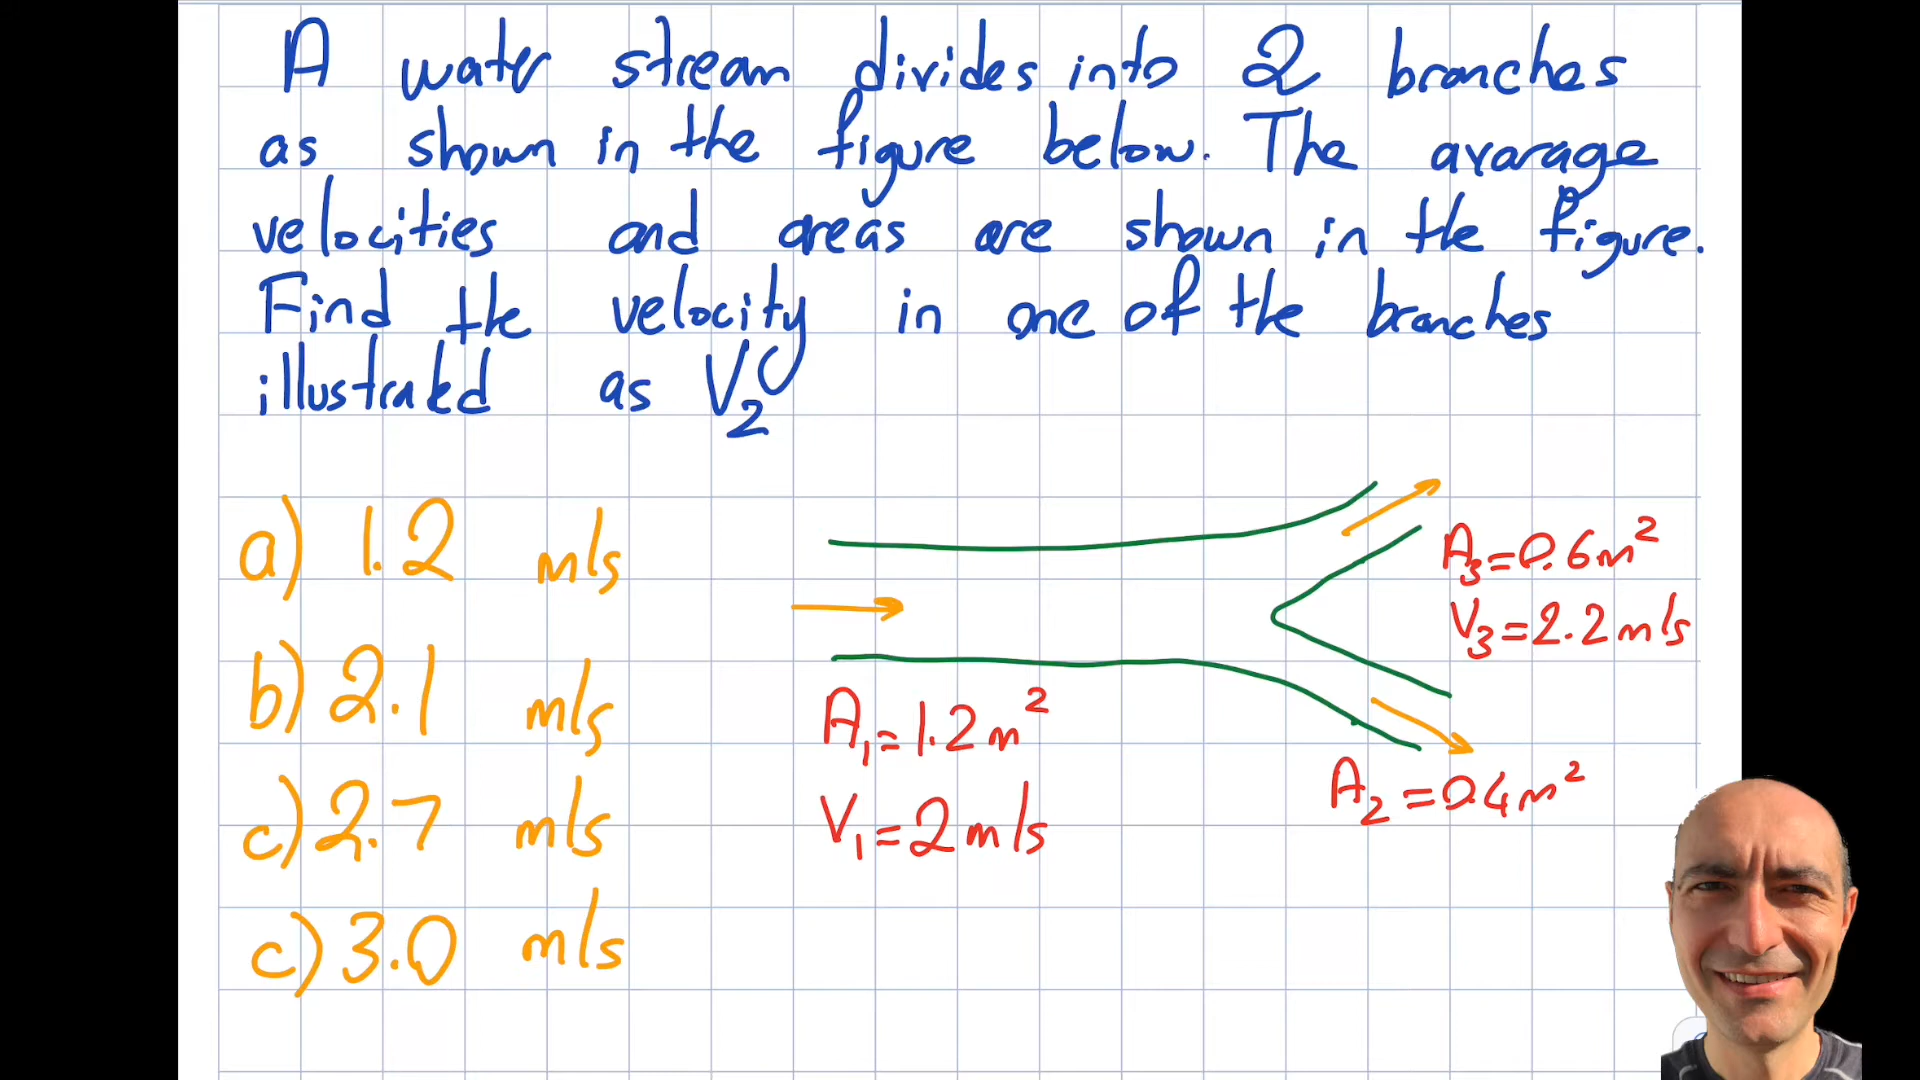 A water stream divides into 2 branches
as shown in the figure below. The avarage
velocities and areas are shown in the figure.
Find the velocity in one of the branches
illustrated as V₂
a) 1.2 m/s
b) 2.1 m/s
c) 2.7 m/s
c) 3.0 m/s
A₃=0.6m²
V₃=2.2m/s
A₁=1.2m²
V₁=2m/s
A₂=0.4m²